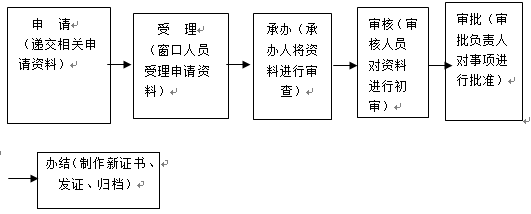 申　请
（递交相关申
请资料）
受　理
（窗口人员
受理申请资
料）
承办（承
办人将资
料进行审
查）
审核（审
核人员
对资料
进行初
审）
审批（审
批负责人
对事项进
行批准）
办结（制作新证书、
发证、归档）